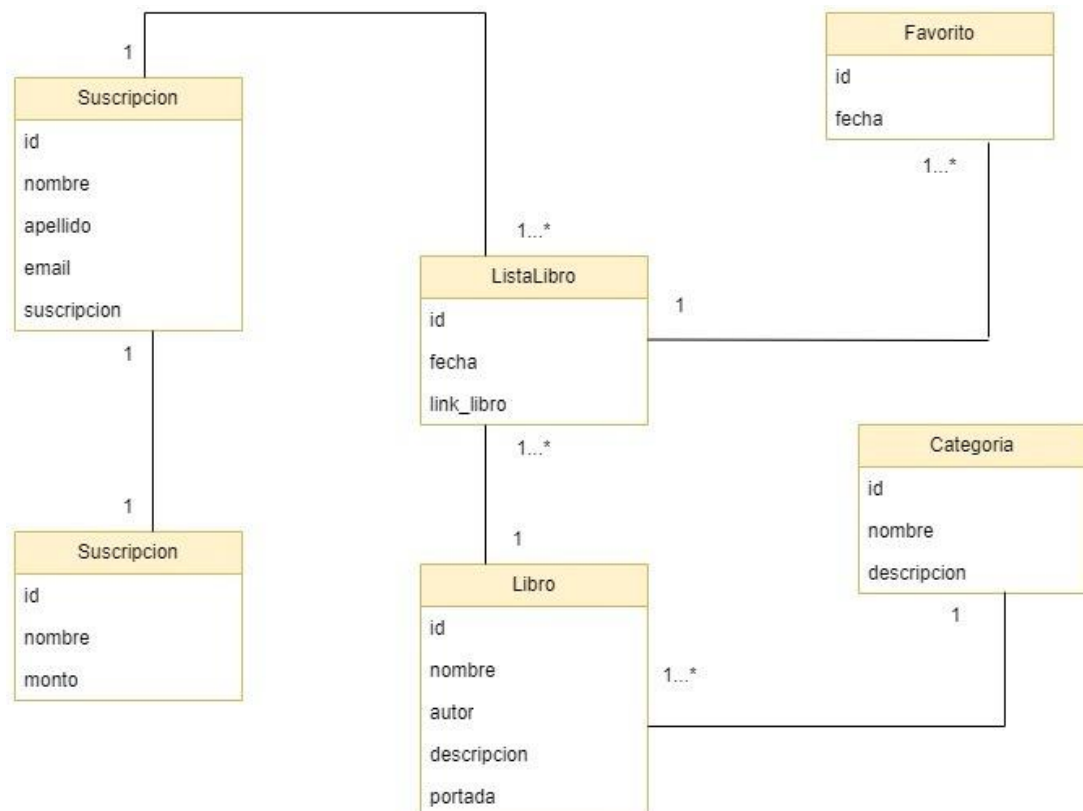 1
Suscripcion
id
nombre
apellido
email
suscripcion
1
1
Suscripcion
id
nombre
monto
1...*
ListaLibro
id
fecha
link_libro
1...*
1
Libro
id
nombre
autor
descripcion
portada
Favorito
id
fecha
1...*
1
Categoria
id
nombre
descripcion
1
1...*